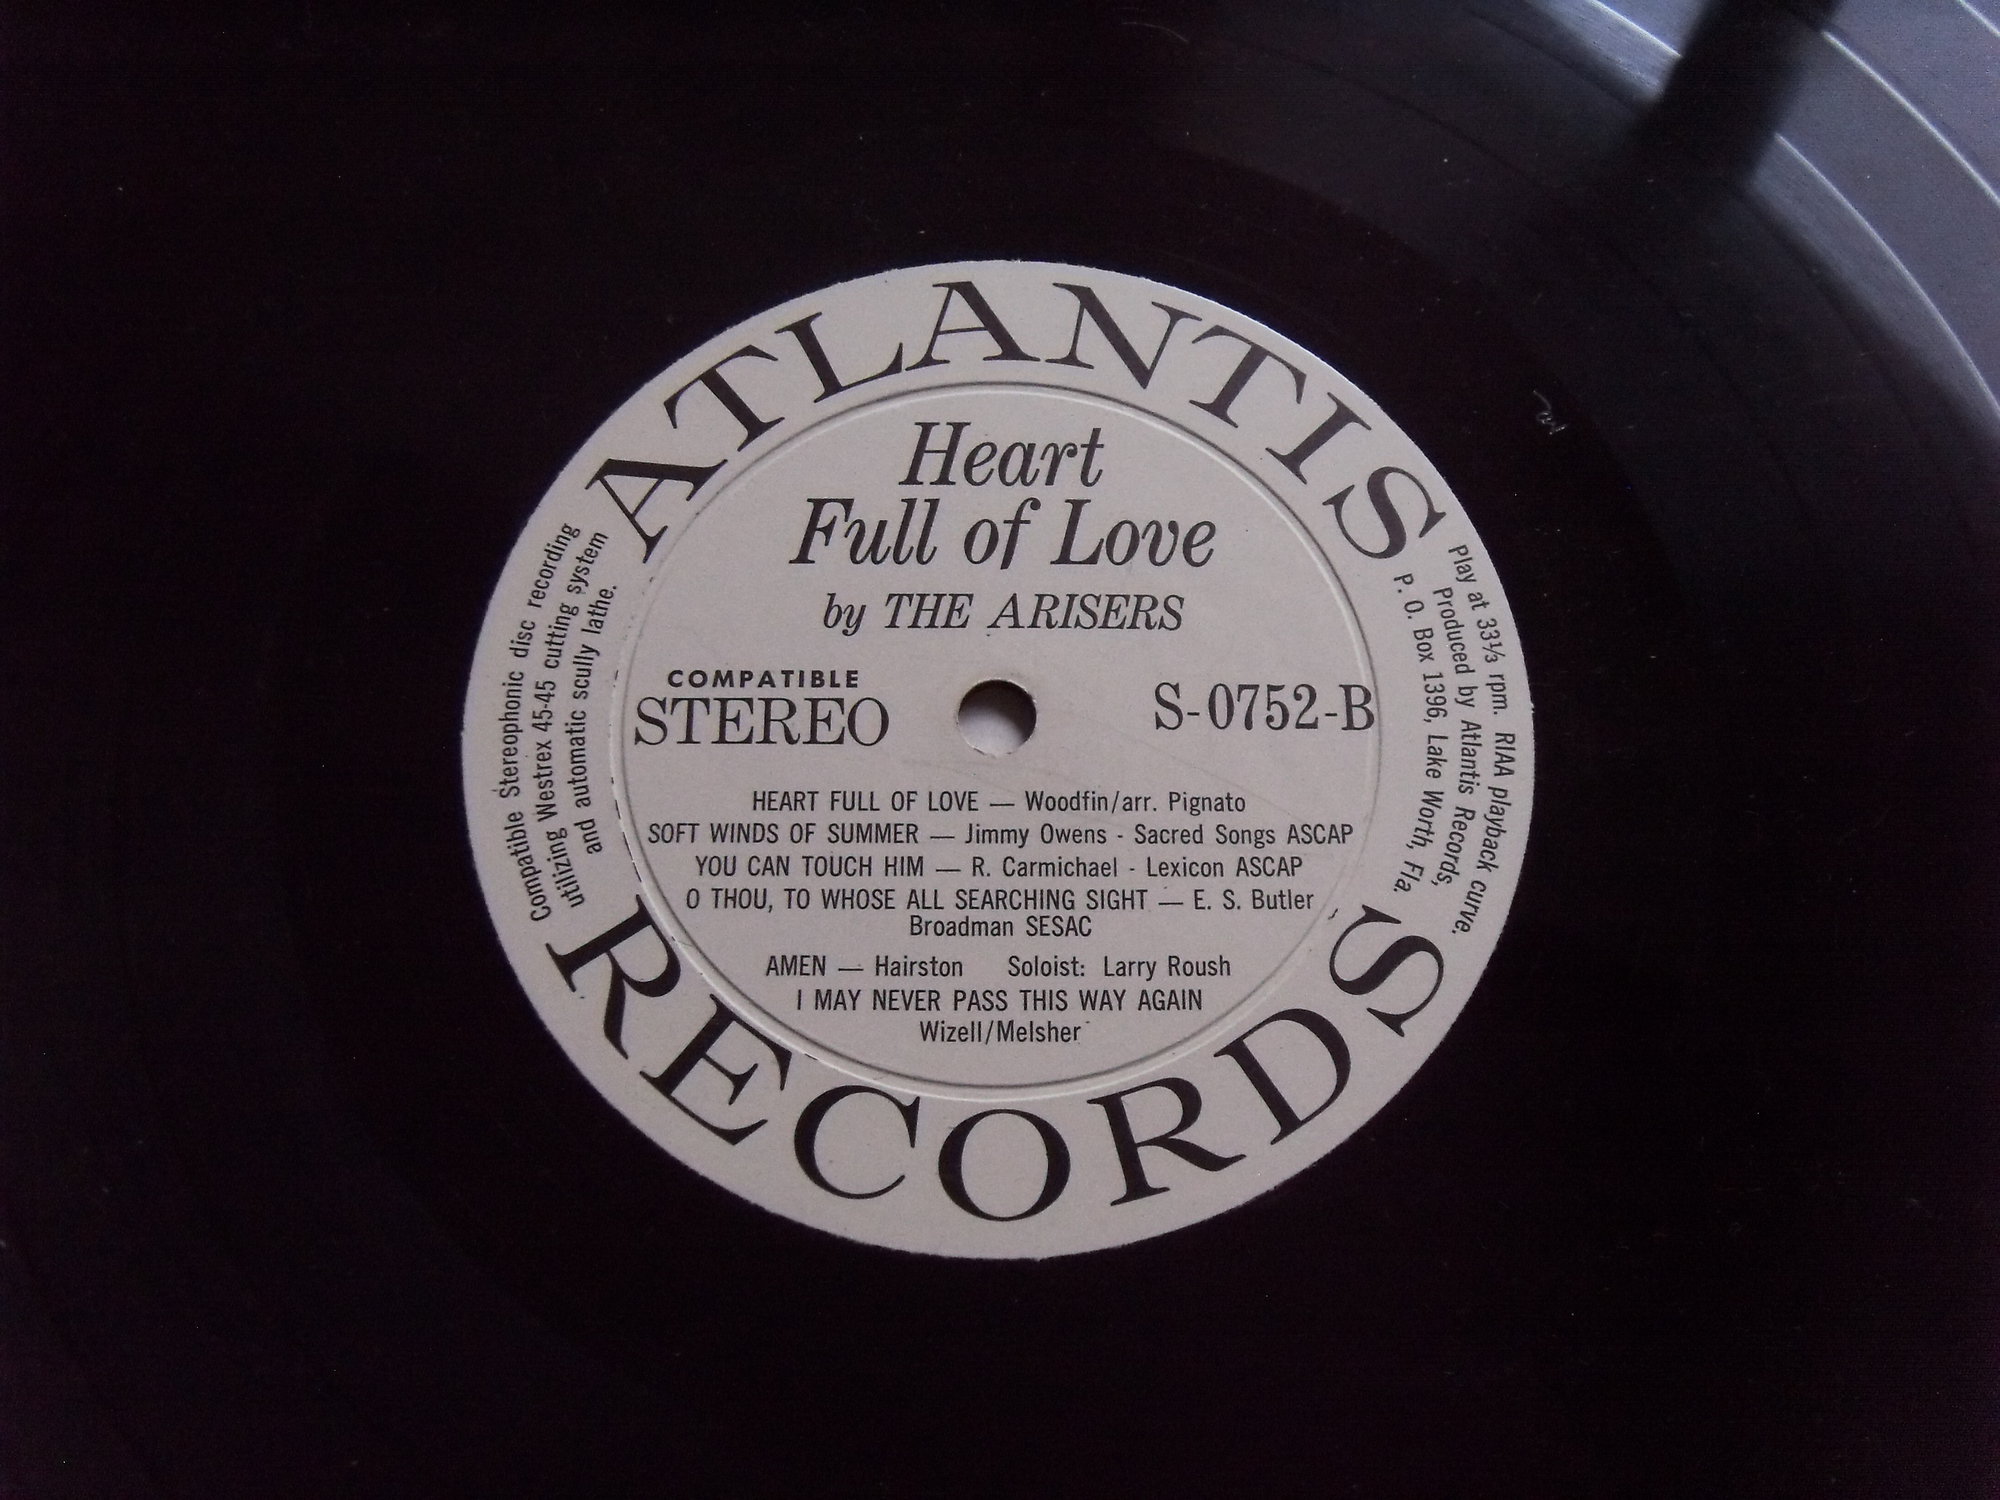 ATLANTIS
Heart
Full of Love
by THE ARISERS
COMPATIBLE
STEREO
S-0752-B
HEART FULL OF LOVE — Woodfin/arr. Pignato
SOFT WINDS OF SUMMER — Jimmy Owens - Sacred Songs ASCAP
YOU CAN TOUCH HIM — R. Carmichael - Lexicon ASCAP
O THOU, TO WHOSE ALL SEARCHING SIGHT — E. S. Butler
Broadman SESAC
AMEN — Hairston Soloist: Larry Roush
I MAY NEVER PASS THIS WAY AGAIN
Wizell/Melsher
Compatible Stereophonic disc recording
utilizing Westrex 45-45 cutting system
and automatic scully lathe.
Play at 33⅓ rpm. RIAA playback curve.
Produced by Atlantis Records,
P. O. Box 1396, Lake Worth, Fla.
RECORDS